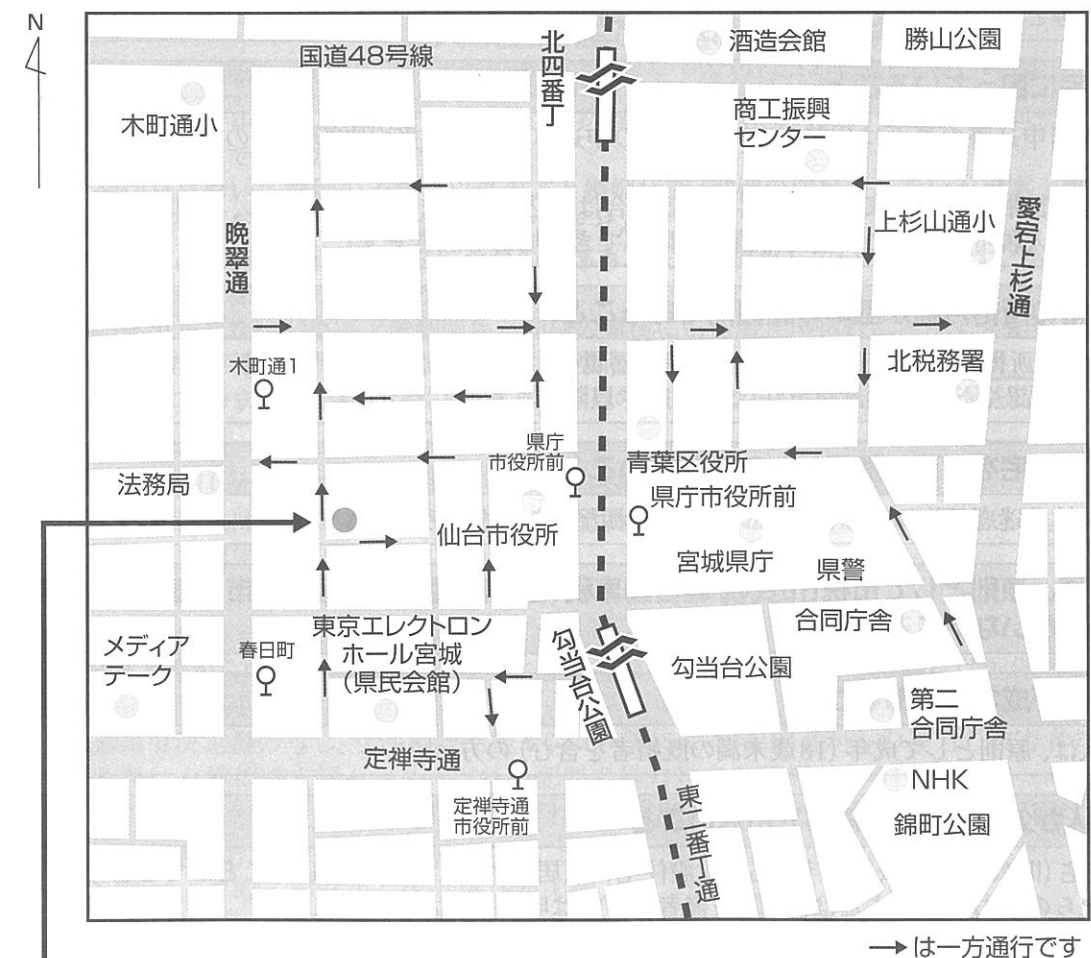 N
国道48号線
北四番丁
酒造会館
勝山公園
木町通小
商工振興
センター
晩翠通
上杉山通小
愛宕上杉通
木町通1
北税務署
県庁
市役所前
青葉区役所
法務局
県庁市役所前
仙台市役所
宮城県庁
県警
メディア
テーク
春日町
東京エレクトロン
ホール宮城
(県民会館)
勾当台公園
勾当台公園
合同庁舎
第二
合同庁舎
定禅寺通
定禅寺通
市役所前
東二番丁通
NHK
錦町公園
→は一方通行です